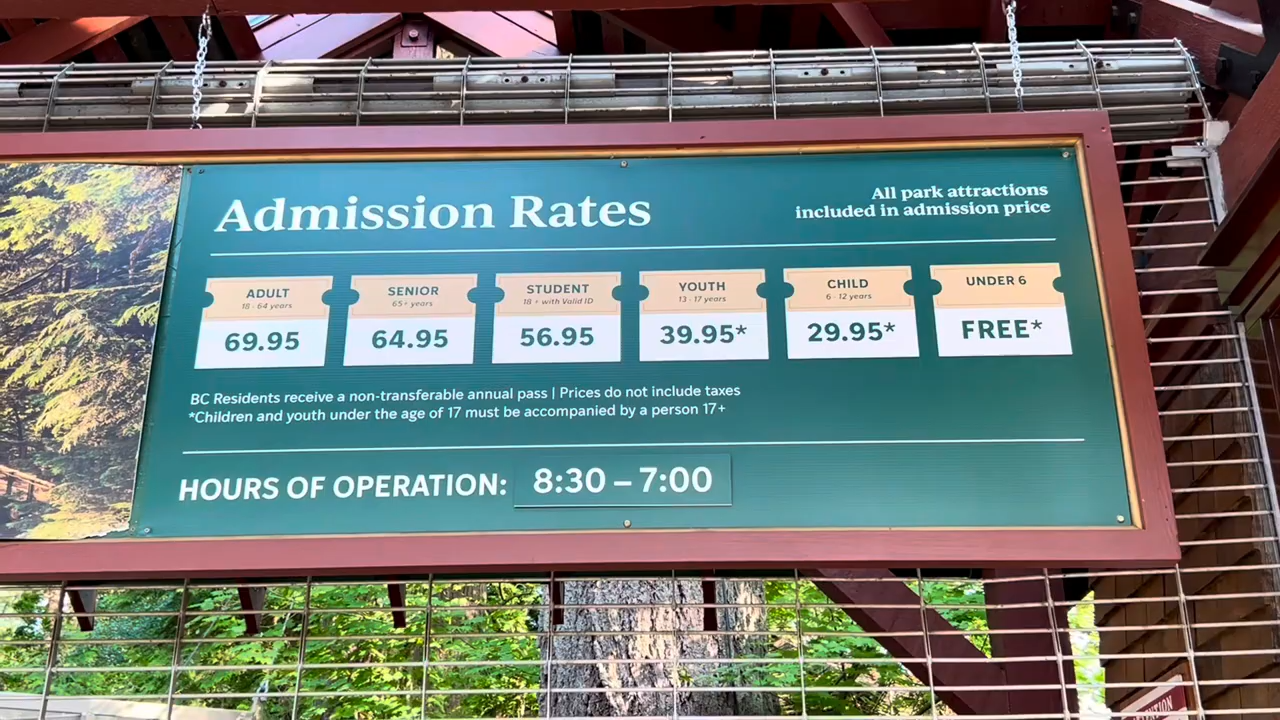 Admission Rates
All park attractions
included in admission price
ADULT
18 - 64 years
69.95
SENIOR
65+ years
64.95
STUDENT
18 + with Valid ID
56.95
YOUTH
13 - 17 years
39.95*
CHILD
6 - 12 years
29.95*
UNDER 6
FREE*
BC Residents receive a non-transferable annual pass | Prices do not include taxes
*Children and youth under the age of 17 must be accompanied by a person 17+
HOURS OF OPERATION: 8:30 – 7:00